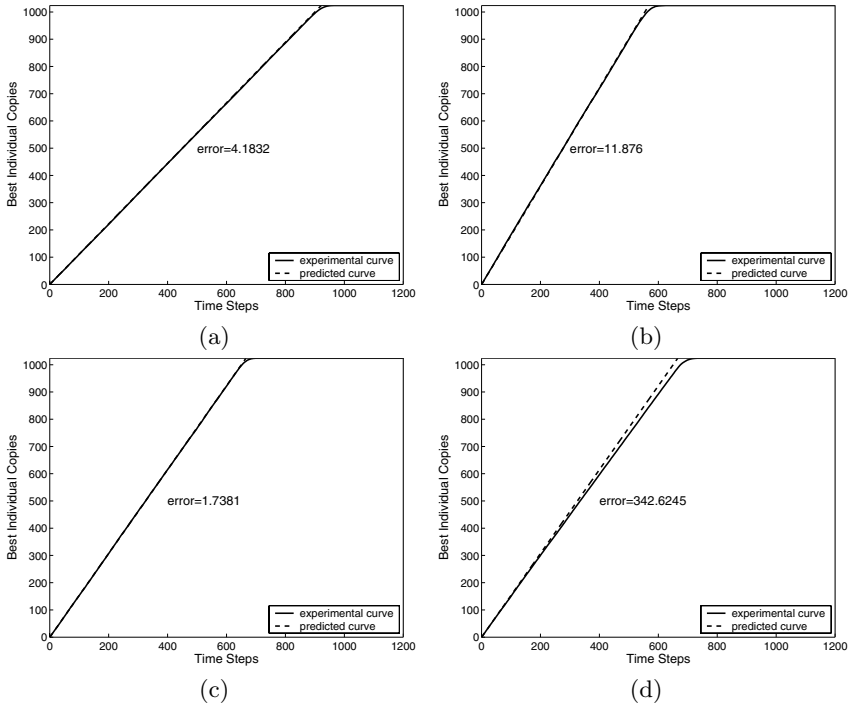 1000
900
800
700
600
500
400
300
200
100
0
Best Individual Copies
error=4.1832
experimental curve
predicted curve
0 200 400 600 800 1000 1200
Time Steps
(a)
1000
900
800
700
600
500
400
300
200
100
0
Best Individual Copies
error=11.876
experimental curve
predicted curve
0 200 400 600 800 1000 1200
Time Steps
(b)
1000
900
800
700
600
500
400
300
200
100
0
Best Individual Copies
error=1.7381
experimental curve
predicted curve
0 200 400 600 800 1000 1200
Time Steps
(c)
1000
900
800
700
600
500
400
300
200
100
0
Best Individual Copies
error=342.6245
experimental curve
predicted curve
0 200 400 600 800 1000 1200
Time Steps
(d)